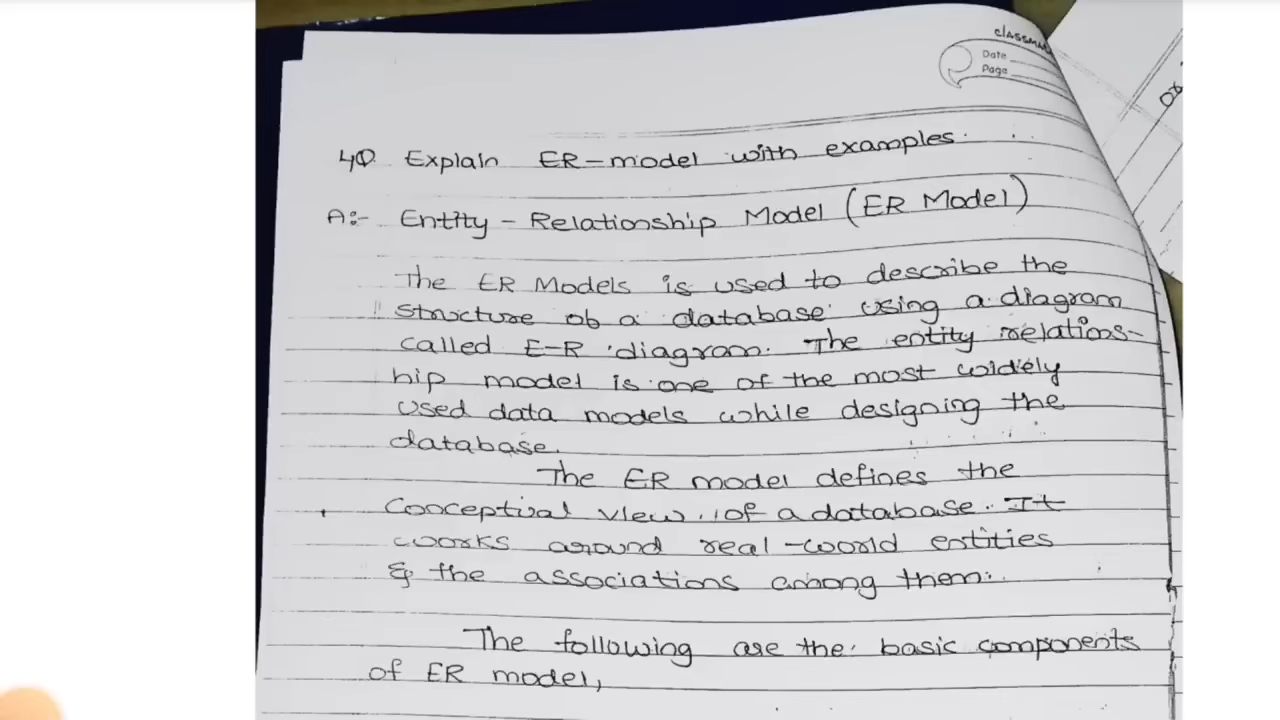 classmate
Date
Page
4Q Explain ER-model with examples.
A:- Entity - Relationship Model (ER Model)
The ER Models is used to describe the
structure of a database using a diagram
called E-R diagram. The entity relations-
hip model is one of the most widely
used data models while designing the
database.
The ER model defines the
Conceptival view of a database. It
works around real-world entities
& the associations among them.
The following are the basic components
of ER model,